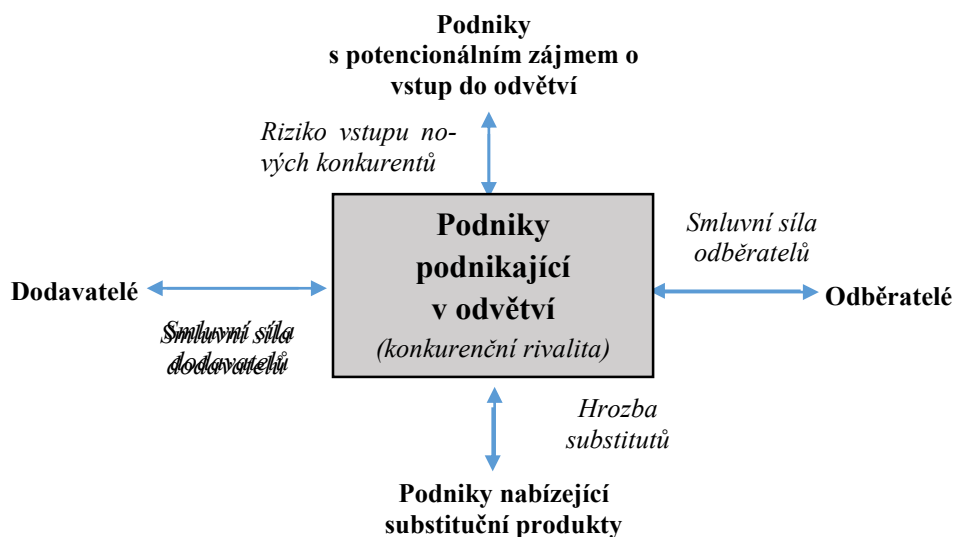 Podniky
s potencionálním zájmem o
vstup do odvětví
Riziko vstupu no-
vých konkurentů
Podniky
podnikající
v odvětví
(konkurenční rivalita)
Smluvní síla
odběratelů
Dodavatelé
Odběratelé
Smluvní síla
dodavatelů
Hrozba
substitutů
Podniky nabízející
substituční produkty